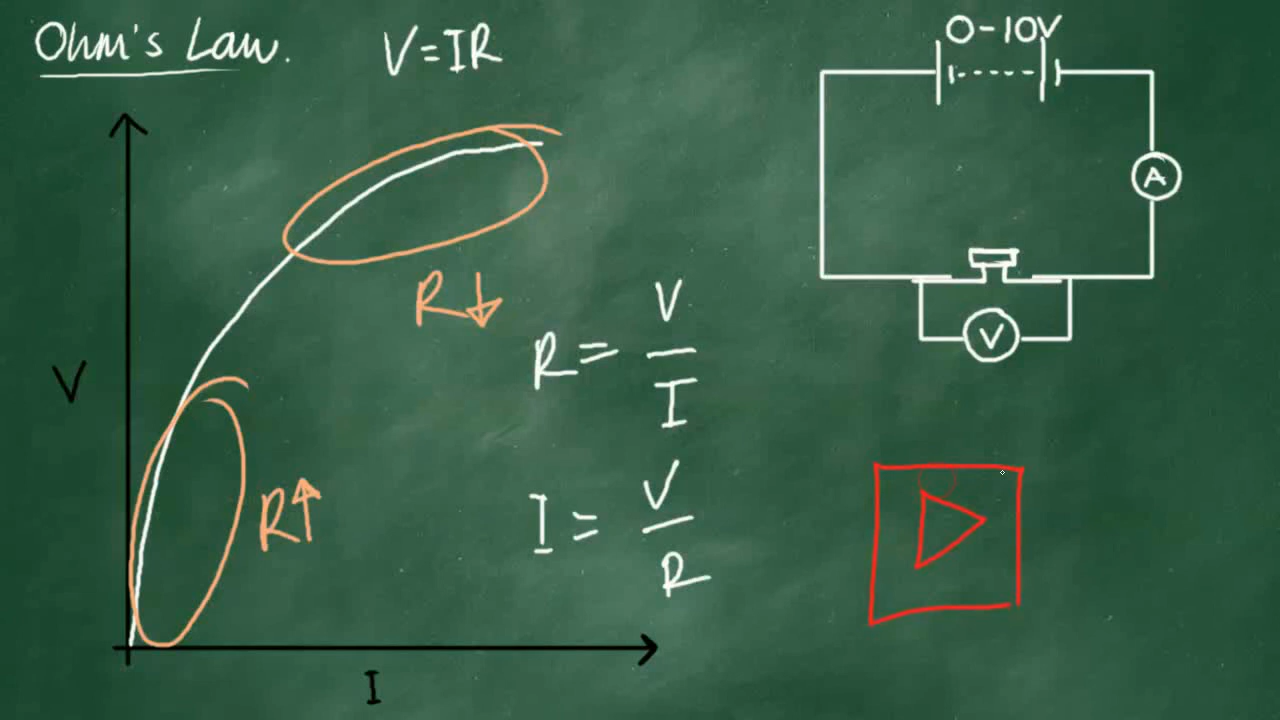 Ohm's Law.
V=IR
0-10V
A
V
V
I
R↓
R↑
R = V/I
I = V/R